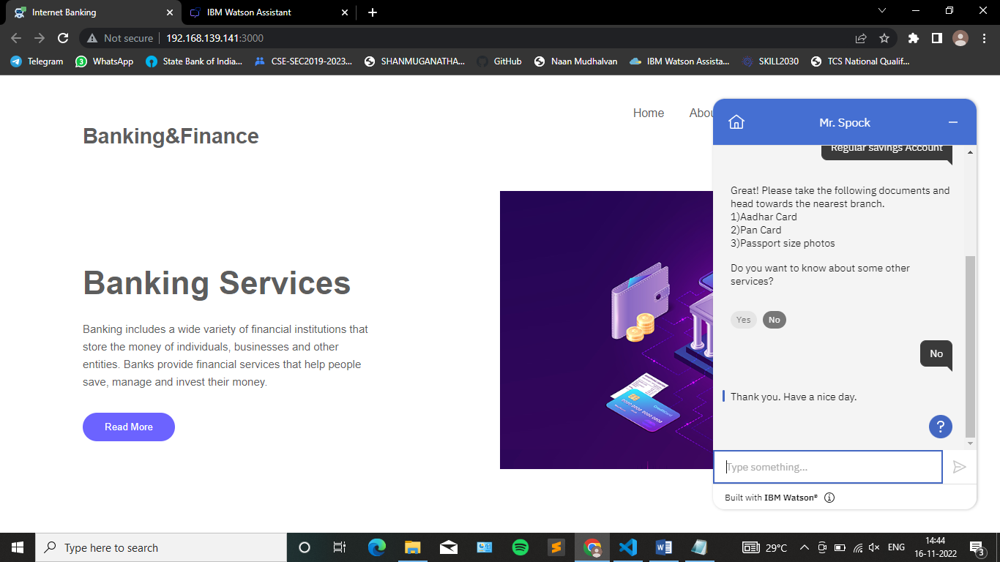 Internet Banking
IBM Watson Assistant
Not secure
192.168.139.141:3000
Telegram
3
WhatsApp
State Bank of India...
CSE-SEC2019-2023...
SHANMUGANATHA...
GitHub
Naan Mudhalvan
IBM Watson Assista...
SKILL2030
TCS National Qualif...
Banking&Finance
Home
Abou
Banking Services
Banking includes a wide variety of financial institutions that
store the money of individuals, businesses and other
entities. Banks provide financial services that help people
save, manage and invest their money.
Read More
Mr. Spock
Regular savings Account
Great! Please take the following documents and
head towards the nearest branch.
1)Aadhar Card
2)Pan Card
3)Passport size photos
Do you want to know about some other
services?
Yes
No
No
Thank you. Have a nice day.
?
Type something...
Built with IBM Watson®
Type here to search
29°C
ENG
14:44
16-11-2022
3